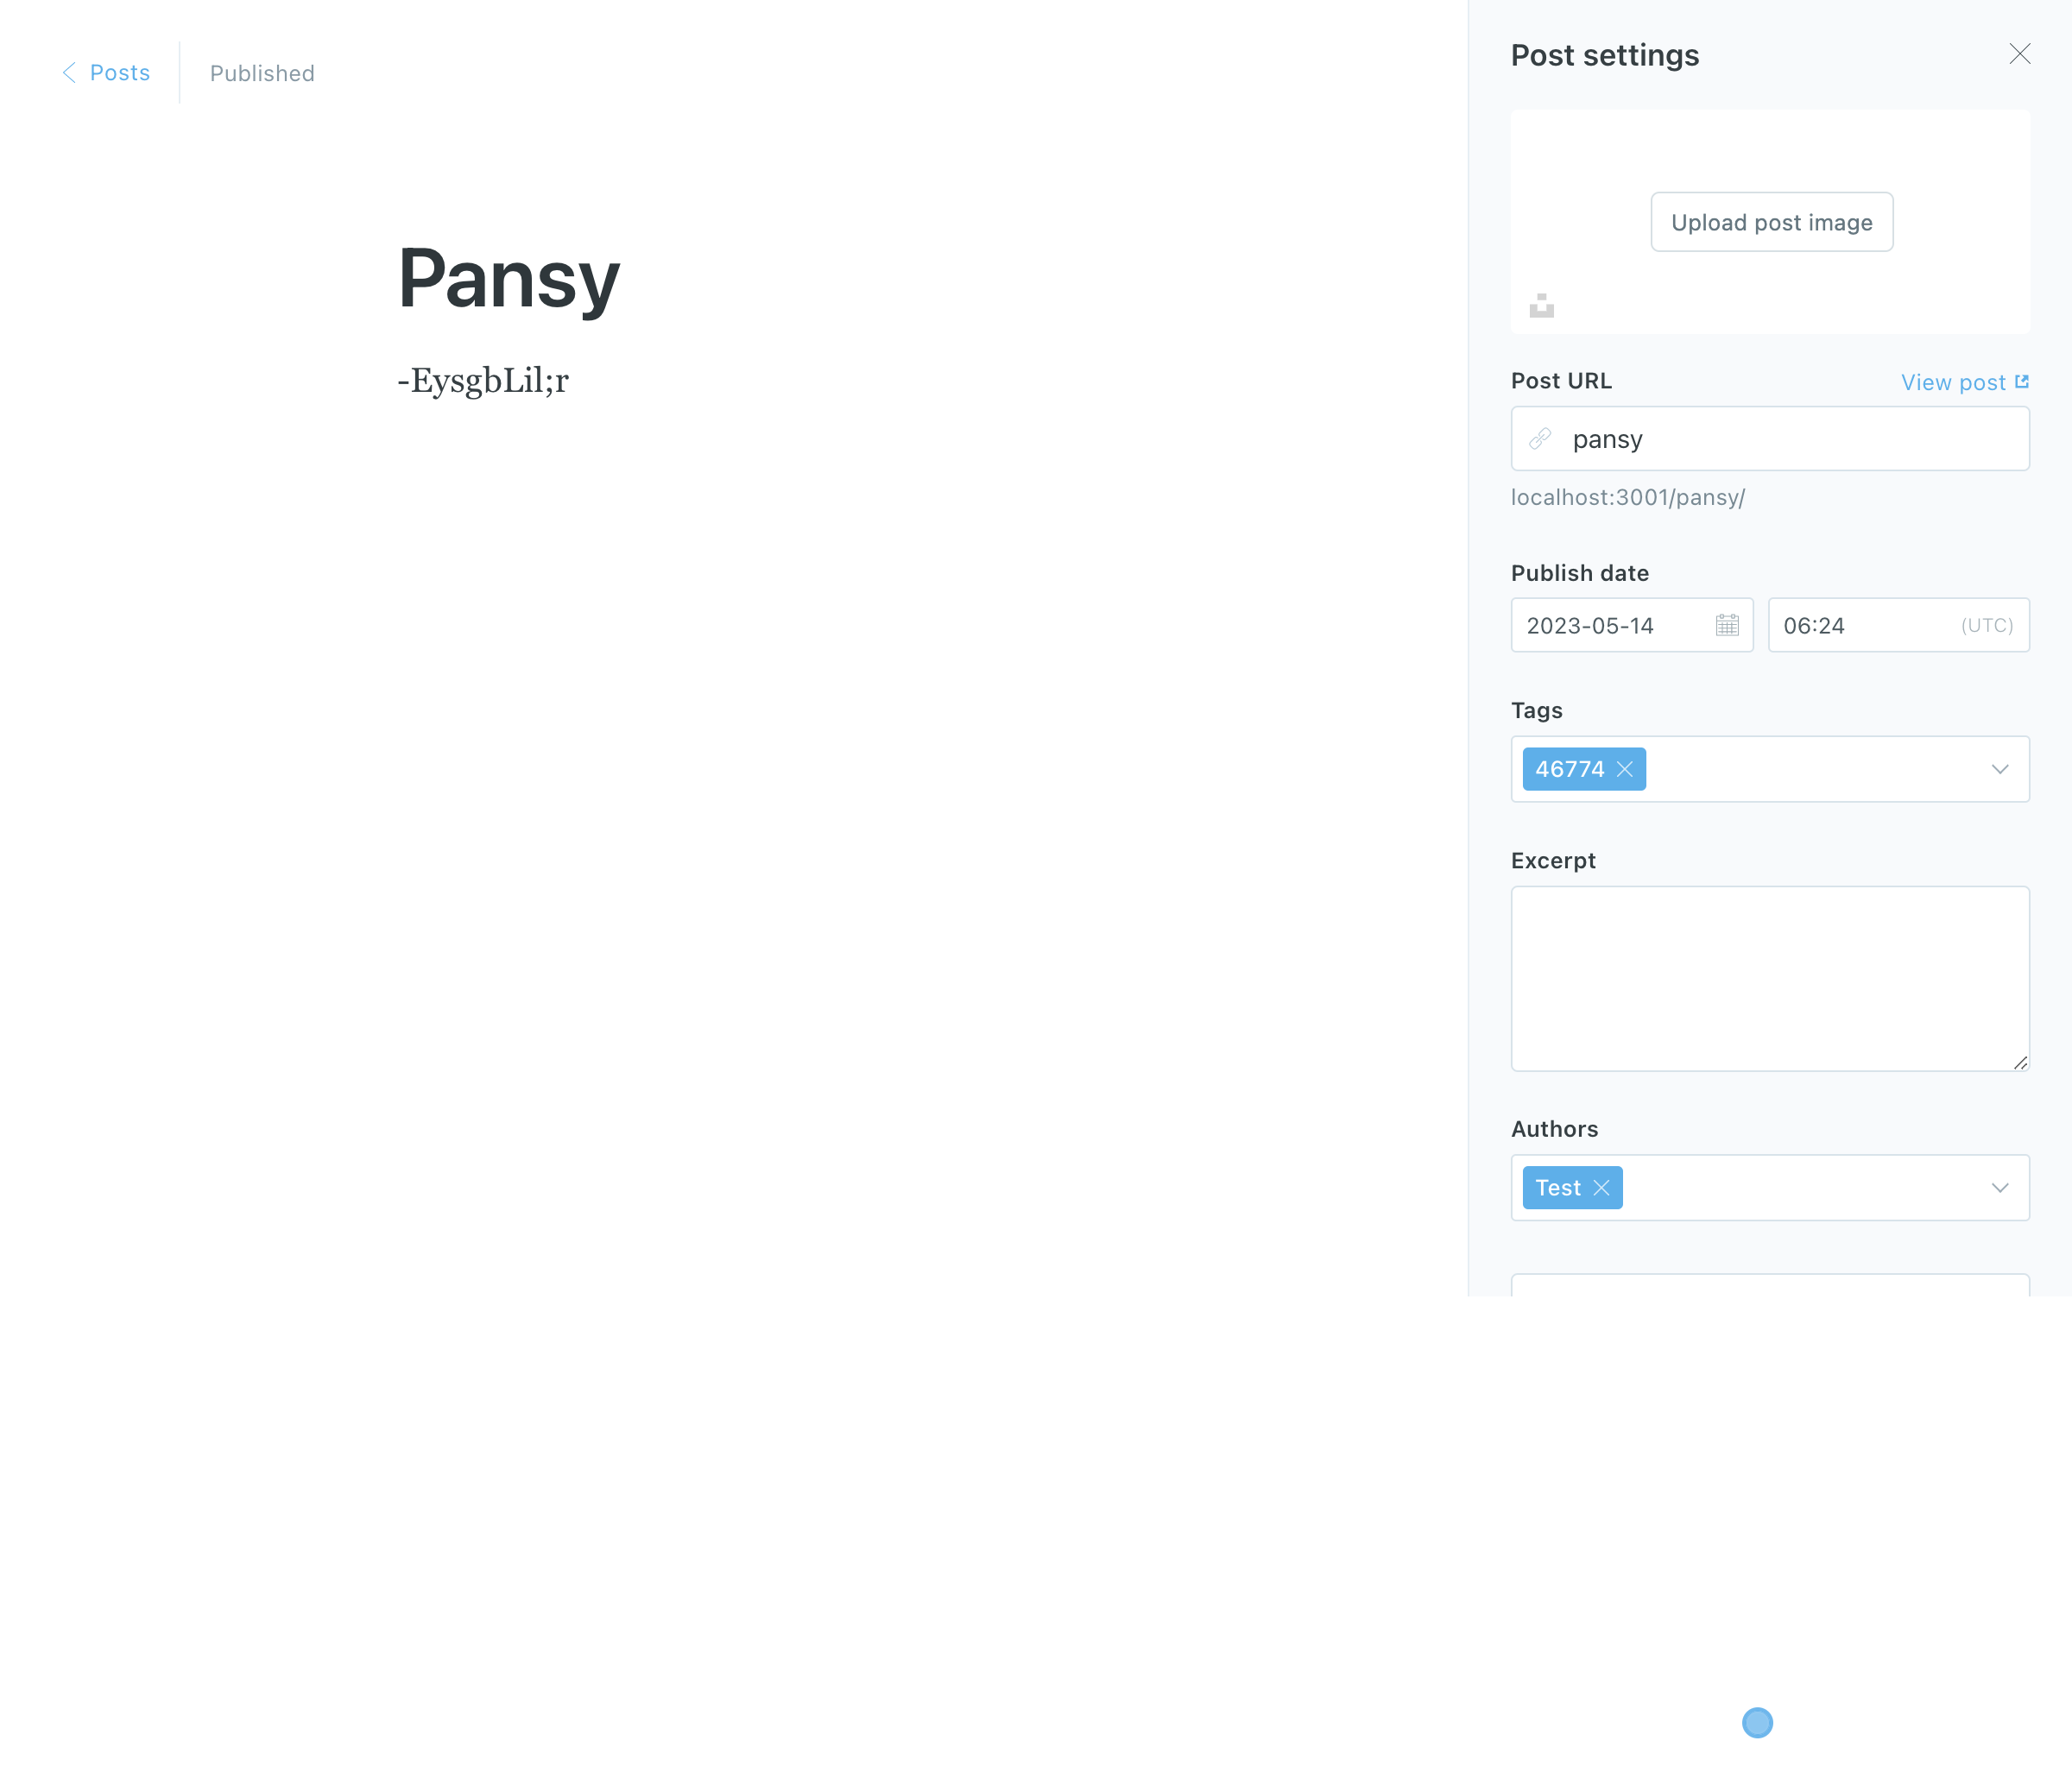 Posts
Published
Pansy
-EysgbLil;r
Post settings
Upload post image
Post URL
View post
pansy
localhost:3001/pansy/
Publish date
2023-05-14
06:24
(UTC)
Tags
46774
Excerpt
Authors
Test